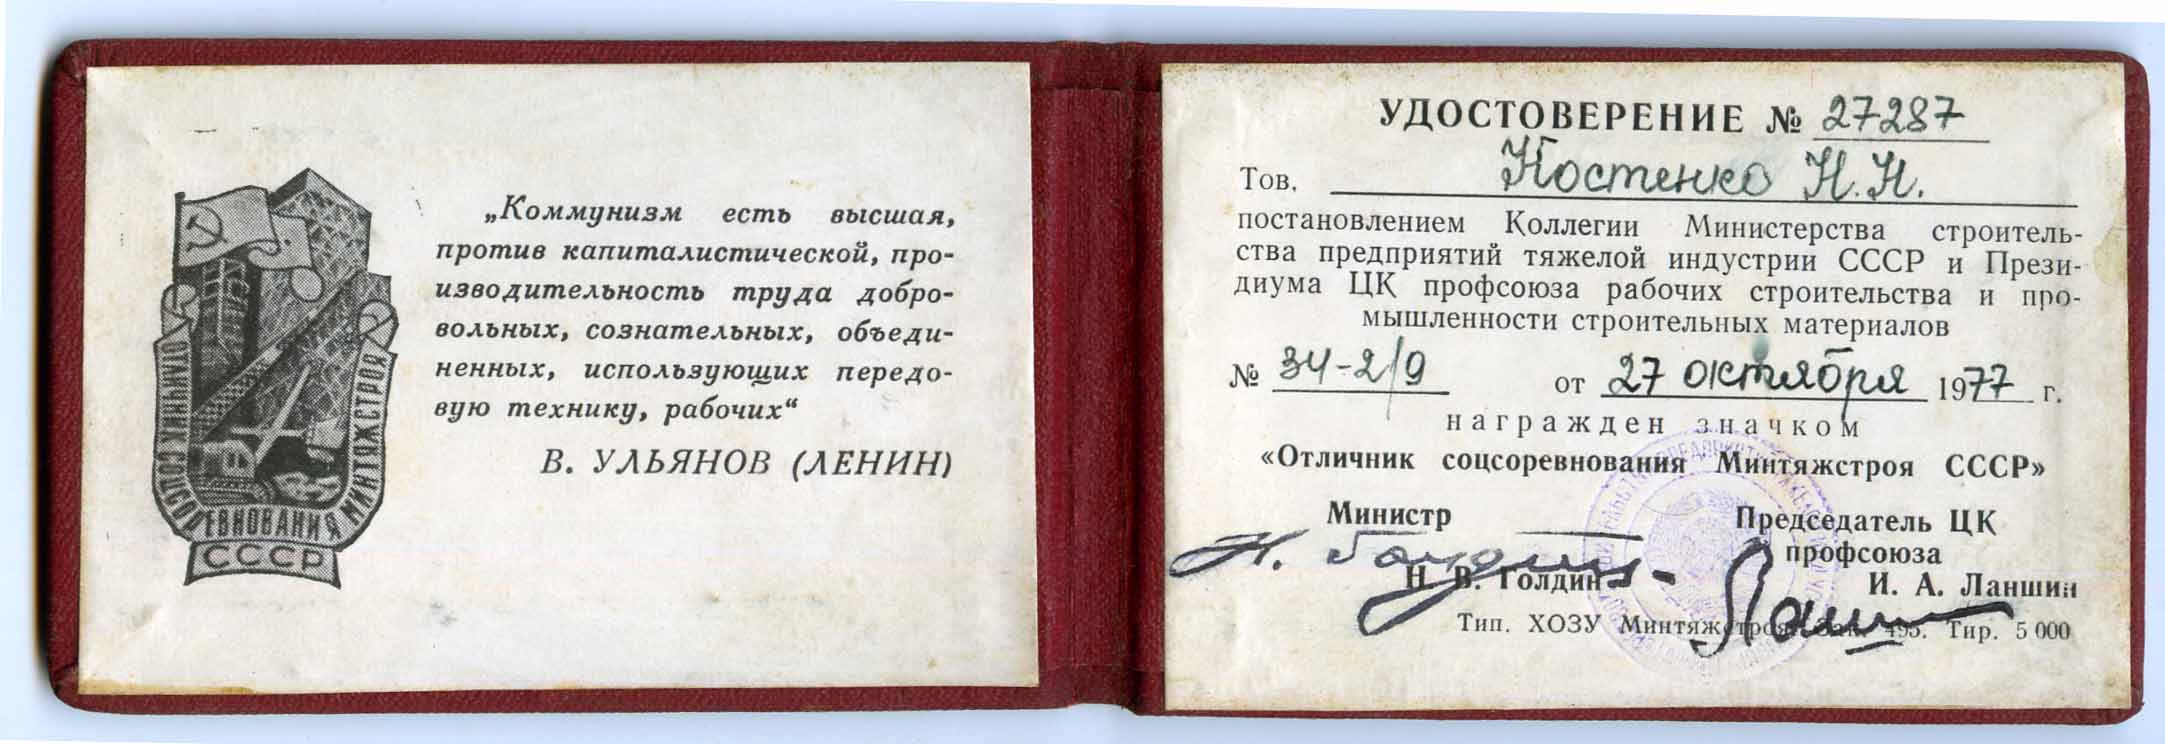 „Коммунизм есть высшая,
против капиталистической, про-
изводительность труда добро-
вольных, сознательных, объеди-
ненных, использующих передо-
вую технику, рабочих“
В. УЛЬЯНОВ (ЛЕНИН)
ОТЛИЧНИК СОЦСОРЕВНОВАНИЯ МИНТЯЖСТРОЯ
СССР
УДОСТОВЕРЕНИЕ № 27287
Тов. Костенко Н.Н.
постановлением Коллегии Министерства строитель-
ства предприятий тяжелой индустрии СССР и Прези-
диума ЦК профсоюза рабочих строительства и про-
мышленности строительных материалов
№ 34-2/9 от 27 октября 1977 г.
награжден значком
«Отличник соцсоревнования Минтяжстроя СССР»
Министр
Н. В. Голдин
Председатель ЦК
профсоюза
И. А. Ланшин
Тип. ХОЗУ Минтяжстроя. Зак. 495. Тир. 5 000